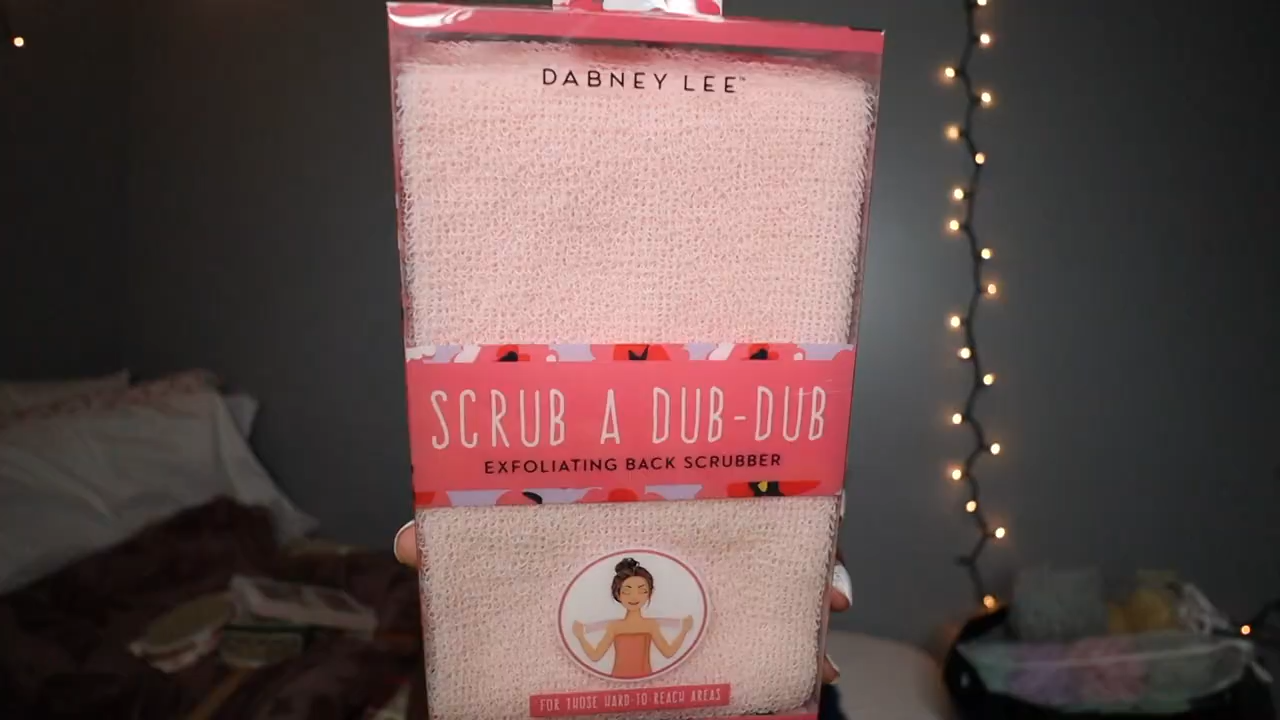 DABNEY LEE™
SCRUB A DUB-DUB
EXFOLIATING BACK SCRUBBER
FOR THOSE HARD-TO-REACH AREAS